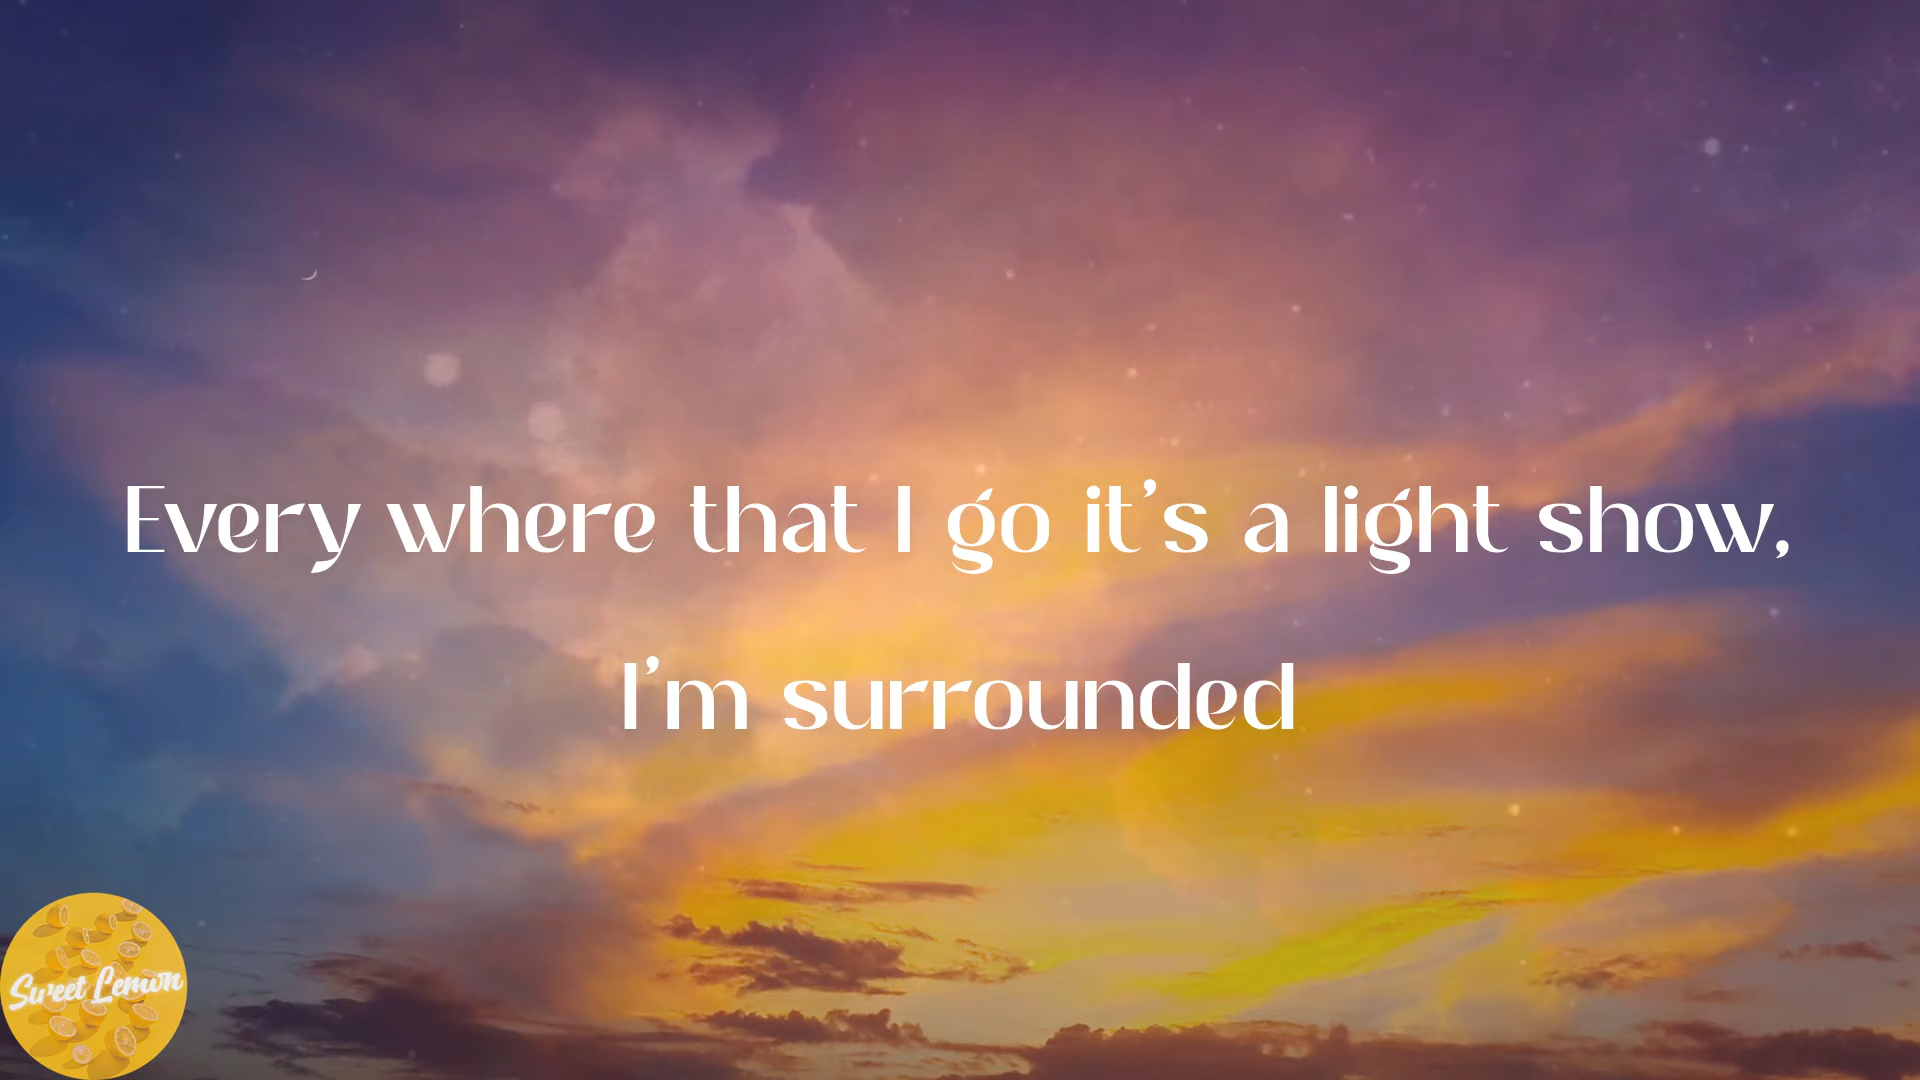 Every where that I go it's a light show,
I'm surrounded
Sweet Lemon